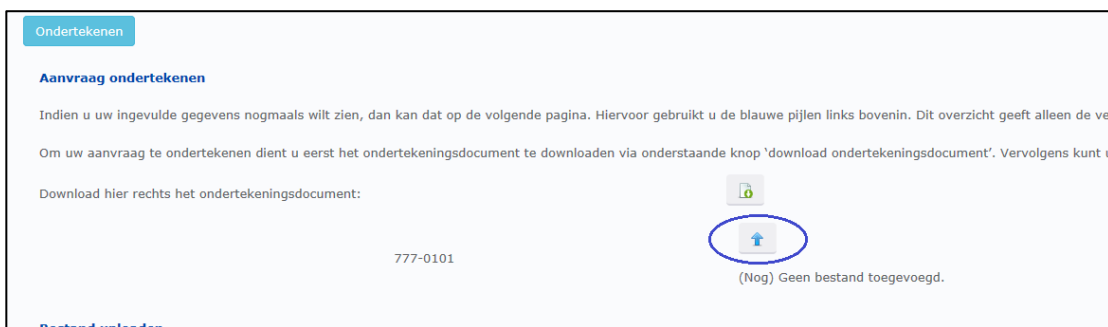 Ondertekenen
Aanvraag ondertekenen
Indien u uw ingevulde gegevens nogmaals wilt zien, dan kan dat op de volgende pagina. Hiervoor gebruikt u de blauwe pijlen links bovenin. Dit overzicht geeft alleen de ve
Om uw aanvraag te ondertekenen dient u eerst het ondertekeningsdocument te downloaden via onderstaande knop ‘download ondertekeningsdocument’. Vervolgens kunt u
Download hier rechts het ondertekeningsdocument:
777-0101
(Nog) Geen bestand toegevoegd.
Bestand uploaden